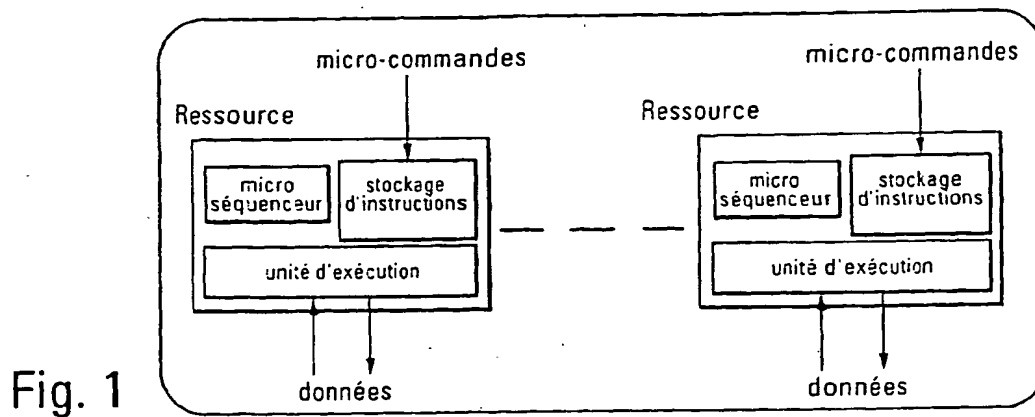 micro-commandes
Ressource
micro
séquenceur
stockage
d'instructions
unité d'exécution
données
micro-commandes
Ressource
micro
séquenceur
stockage
d'instructions
unité d'exécution
données
Fig. 1